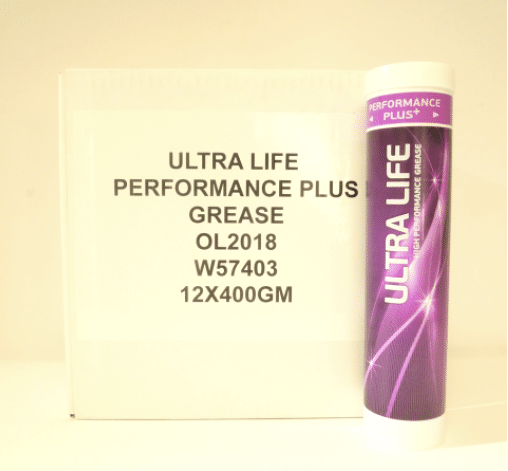 ULTRA LIFE
PERFORMANCE PLUS
GREASE
OL2018
W57403
12X400GM
PERFORMANCE
PLUS+
ULTRA LIFE
HIGH PERFORMANCE GREASE